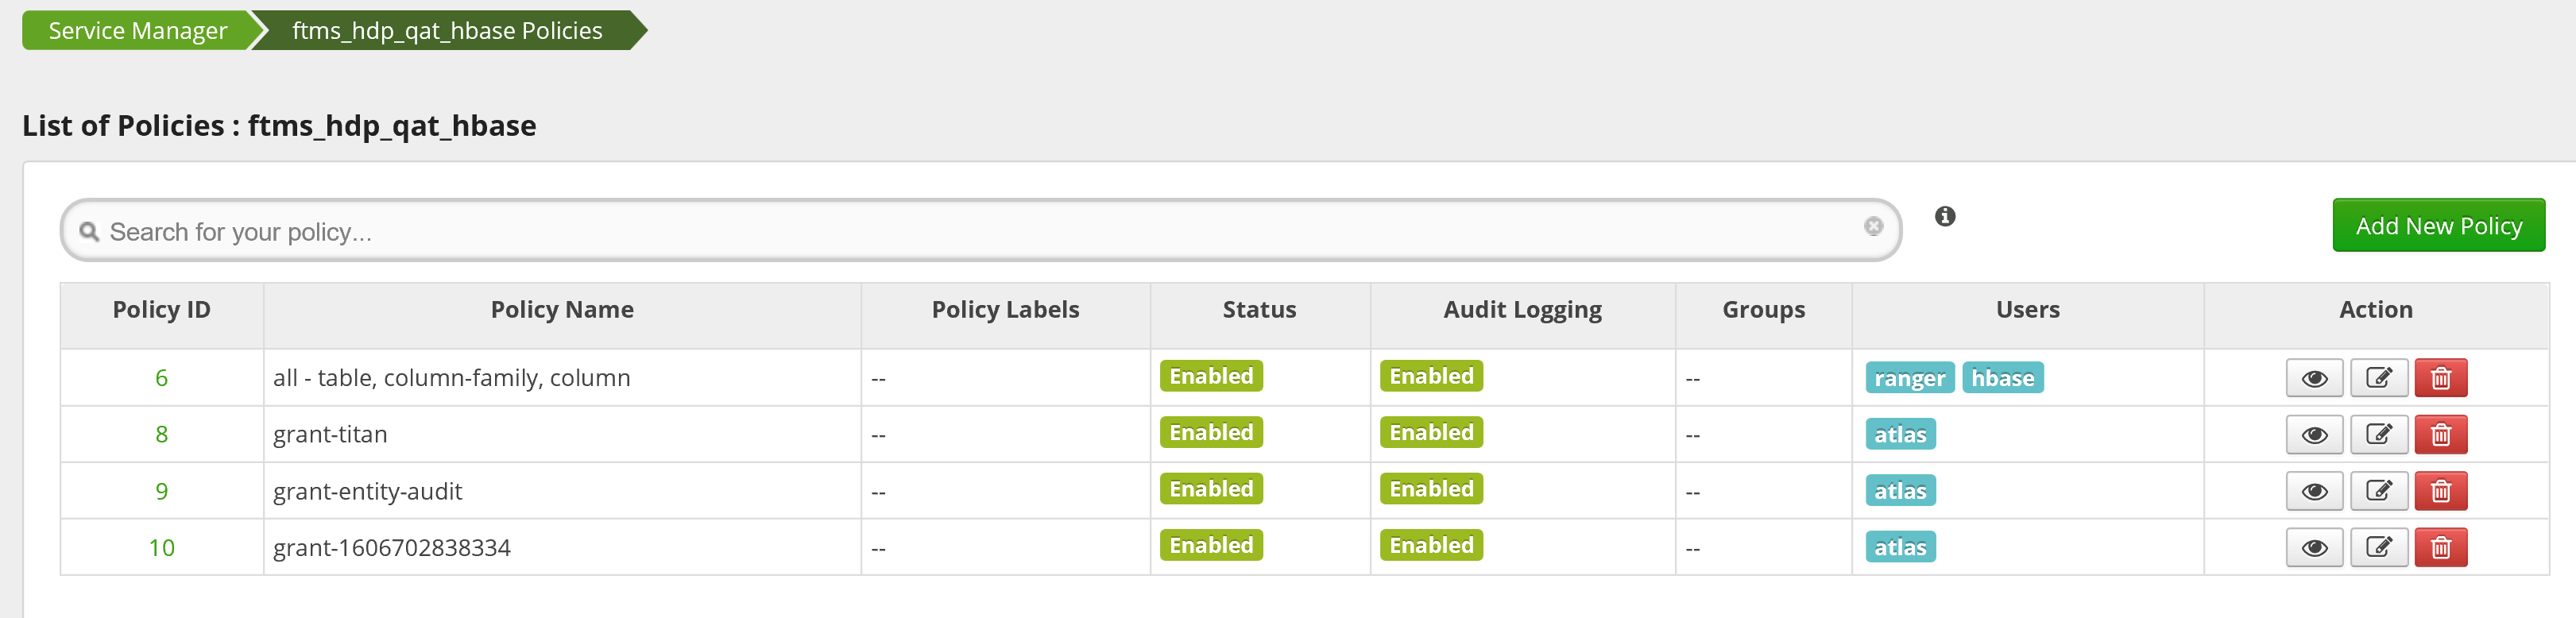 Service Manager ftms_hdp_qat_hbase Policies
List of Policies : ftms_hdp_qat_hbase
Search for your policy...
Add New Policy
Policy ID Policy Name Policy Labels Status Audit Logging Groups Users Action
6 all - table, column-family, column -- Enabled Enabled -- ranger hbase
8 grant-titan -- Enabled Enabled -- atlas
9 grant-entity-audit -- Enabled Enabled -- atlas
10 grant-1606702838334 -- Enabled Enabled -- atlas